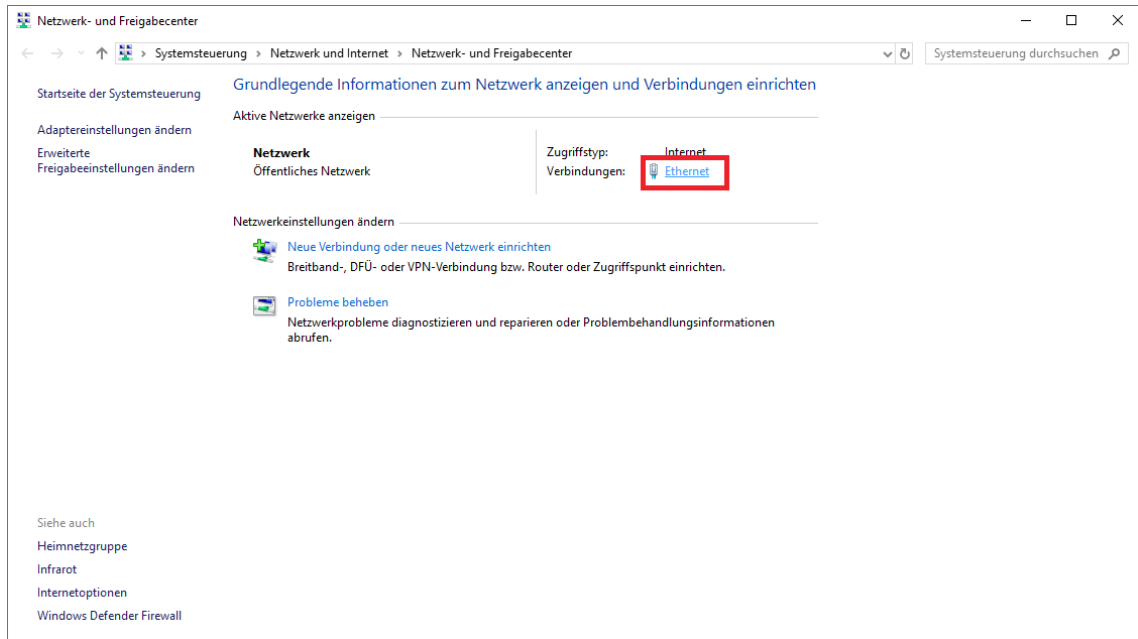 Netzwerk- und Freigabecenter
Systemsteuerung > Netzwerk und Internet > Netzwerk- und Freigabecenter
Systemsteuerung durchsuchen
Startseite der Systemsteuerung
Adaptereinstellungen ändern
Erweiterte
Freigabeeinstellungen ändern
Grundlegende Informationen zum Netzwerk anzeigen und Verbindungen einrichten
Aktive Netzwerke anzeigen
Netzwerk
Öffentliches Netzwerk
Zugriffstyp: Internet
Verbindungen: Ethernet
Netzwerkeinstellungen ändern
Neue Verbindung oder neues Netzwerk einrichten
Breitband-, DFÜ- oder VPN-Verbindung bzw. Router oder Zugriffspunkt einrichten.
Probleme beheben
Netzwerkprobleme diagnostizieren und reparieren oder Problembehandlungsinformationen
abrufen.
Siehe auch
Heimnetzgruppe
Infrarot
Internetoptionen
Windows Defender Firewall